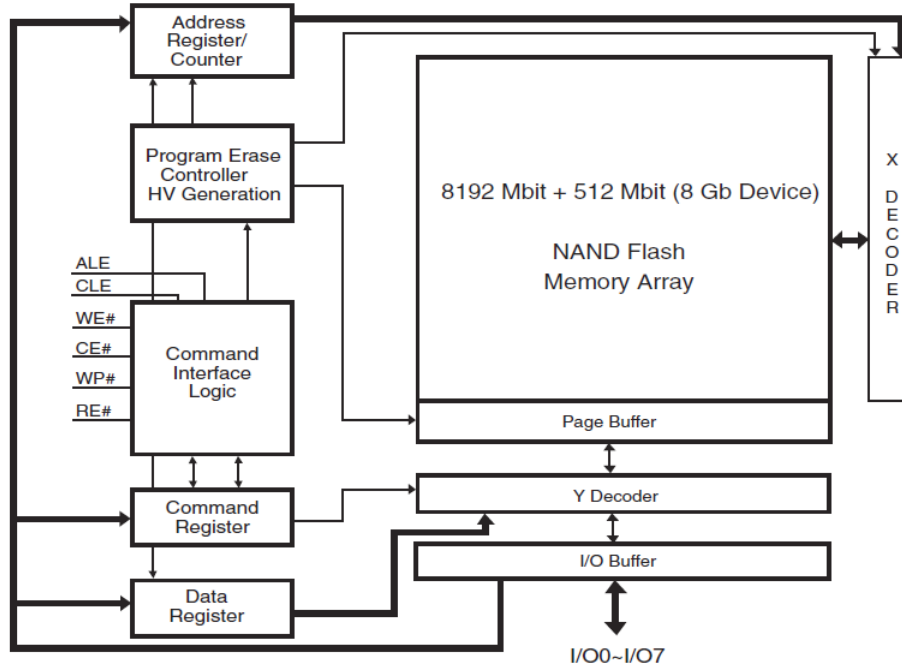 Address
Register/
Counter
Program Erase
Controller
HV Generation
8192 Mbit + 512 Mbit (8 Gb Device)
NAND Flash
Memory Array
X
D
E
C
O
D
E
R
ALE
CLE
WE#
CE#
WP#
RE#
Command
Interface
Logic
Page Buffer
Command
Register
Y Decoder
I/O Buffer
Data
Register
I/O0~I/O7